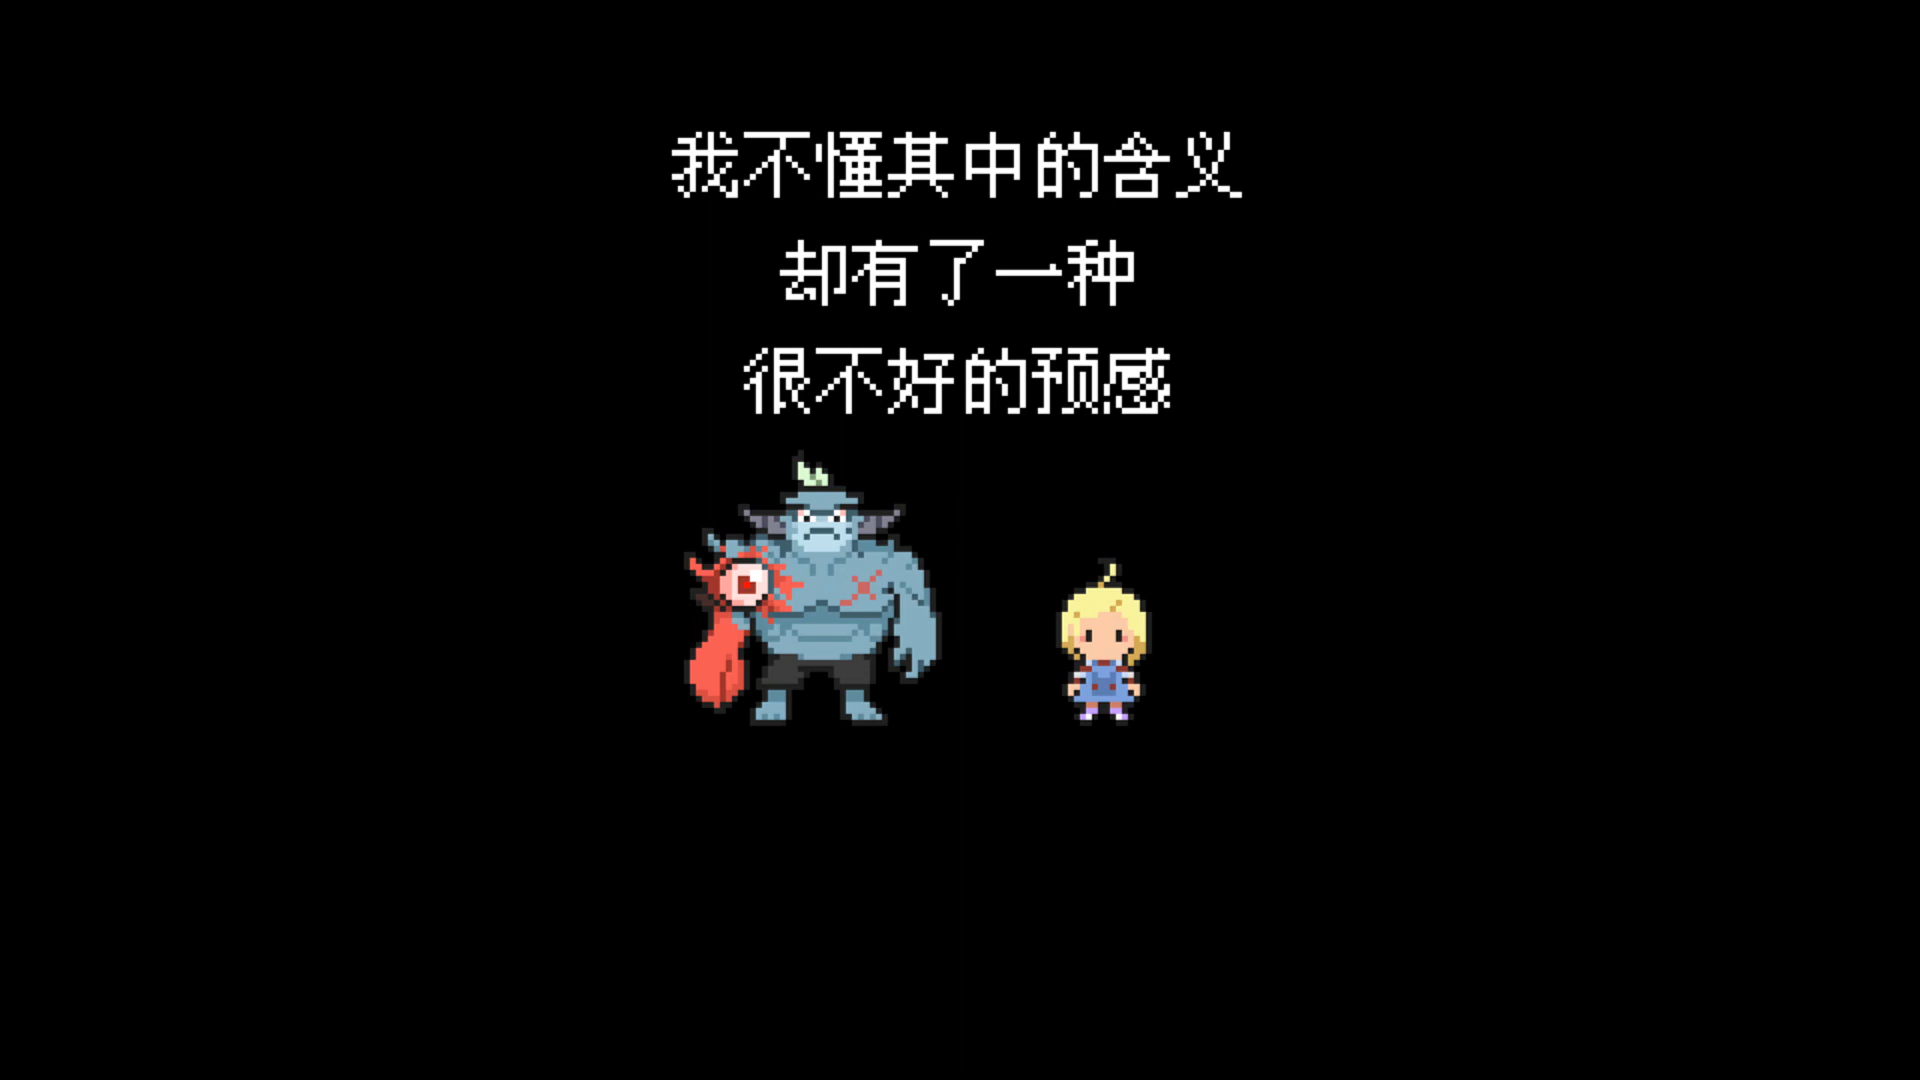 我不懂其中的含义
却有了一种
很不好的预感